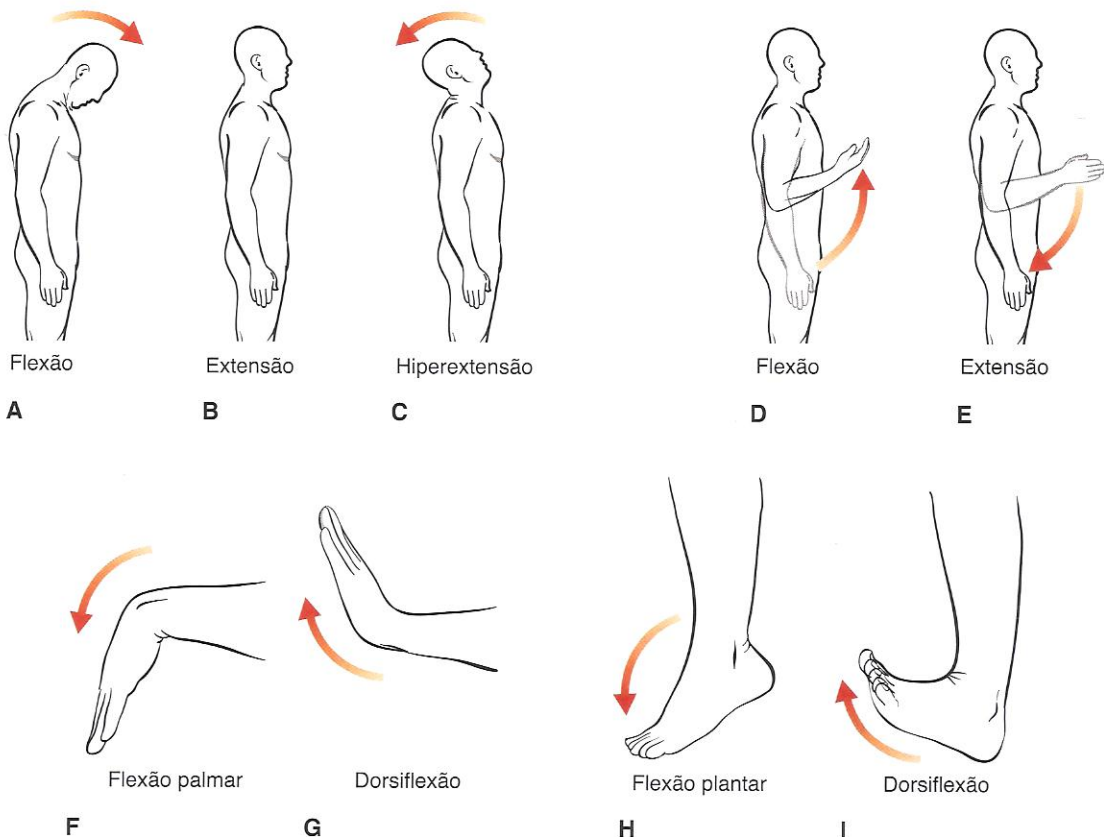 Flexão
Extensão
Hiperextensão
Flexão
Extensão
A
B
C
D
E
Flexão palmar
Dorsiflexão
Flexão plantar
Dorsiflexão
F
G
H
I